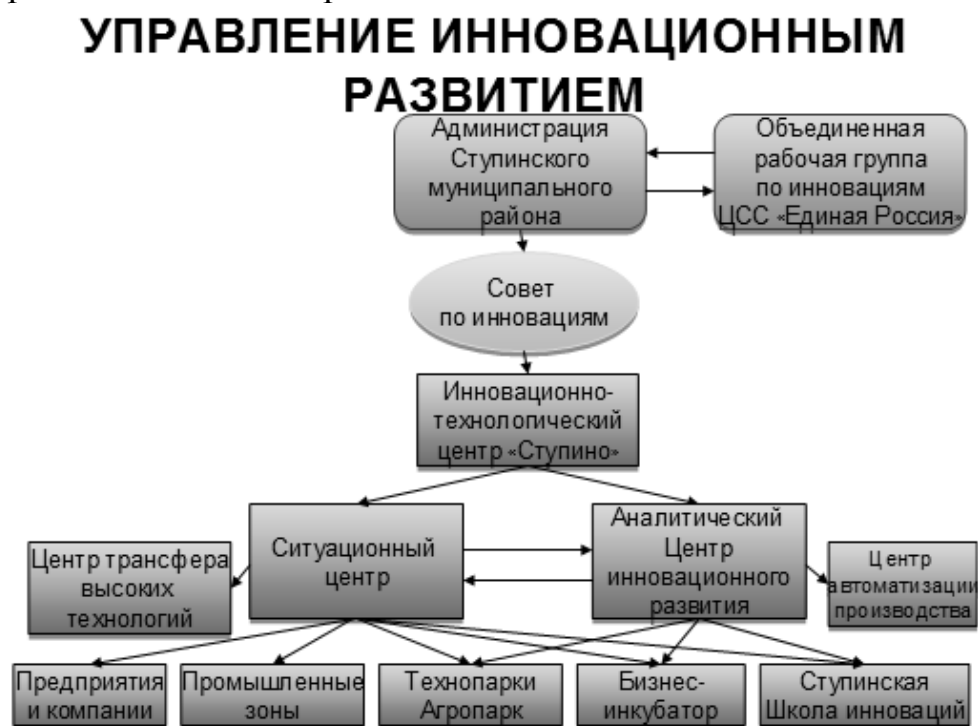 УПРАВЛЕНИЕ ИННОВАЦИОННЫМ
РАЗВИТИЕМ
Администрация
Ступинского
муниципального
района
Объединенная
рабочая группа
по инновациям
ЦСС «Единая Россия»
Совет
по инновациям
Инновационно-
технологический
центр «Ступино»
Центр трансфера
высоких
технологий
Ситуационный
центр
Аналитический
Центр
инновационного
развития
Центр
автоматизации
производства
Предприятия
и компании
Промышленные
зоны
Технопарки
Агропарк
Бизнес-
инкубатор
Ступинская
Школа инноваций